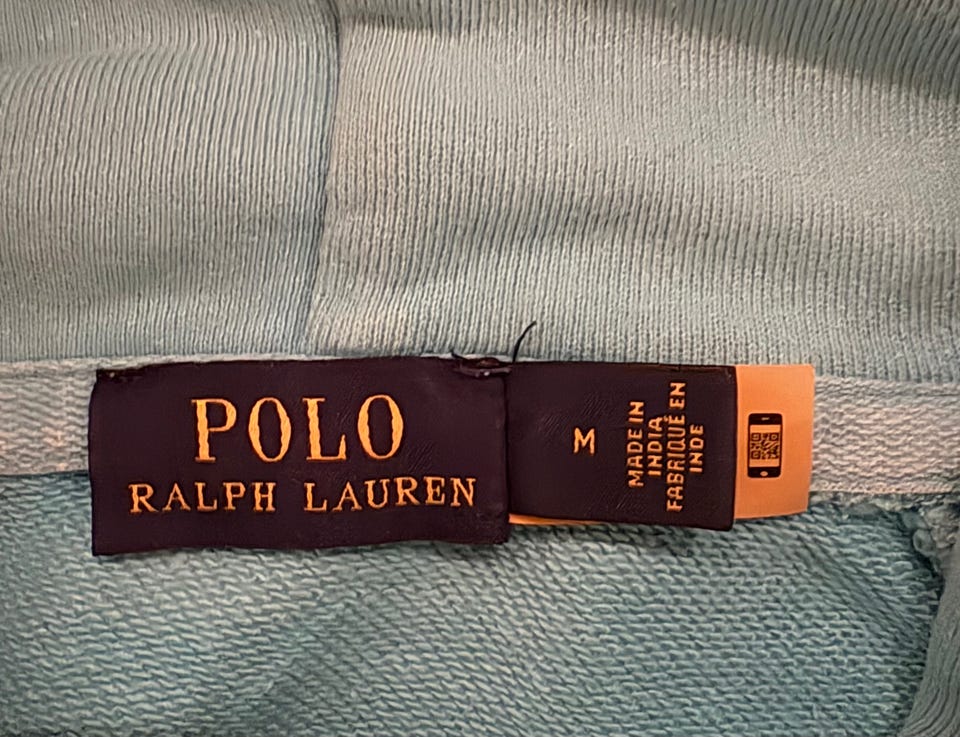 POLO
RALPH LAUREN
M
MADE IN
INDIA
FABRIQUÉ EN
INDE